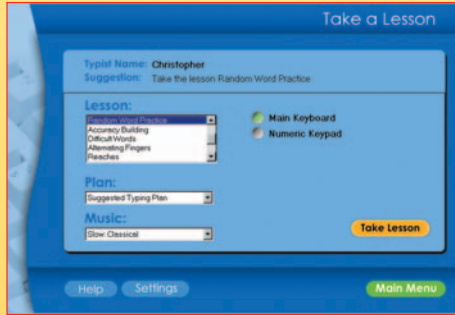 Take a Lesson
Typist Name: Christopher
Suggestion: Take the lesson Random Word Practice
Lesson:
Random Word Practice
Accuracy Building
Difficult Words
Alternating Fingers
Reaches
Main Keyboard
Numeric Keypad
Plan:
Suggested Typing Plan
Music:
Slow: Classical
Take Lesson
Help
Settings
Main Menu